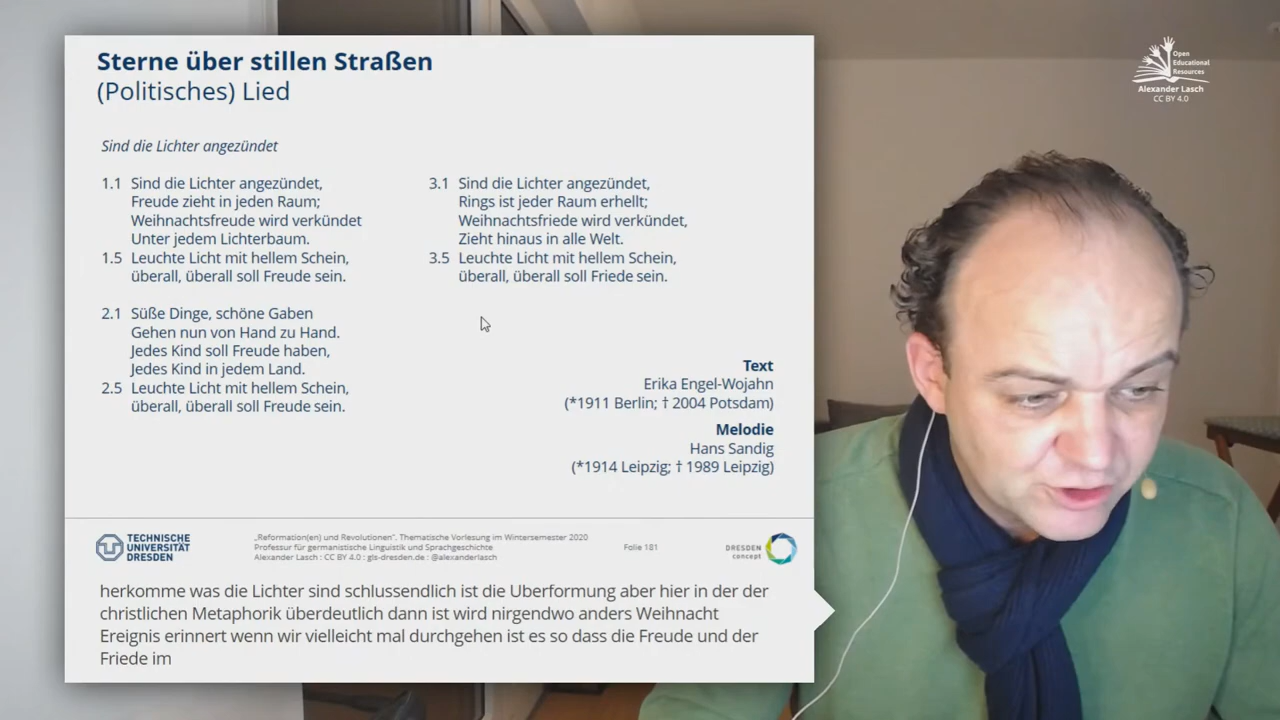 Sterne über stillen Straßen
(Politisches) Lied
Sind die Lichter angezündet
1.1 Sind die Lichter angezündet,
Freude zieht in jeden Raum;
Weihnachtsfreude wird verkündet
Unter jedem Lichterbaum.
1.5 Leuchte Licht mit hellem Schein,
überall, überall soll Freude sein.
2.1 Süße Dinge, schöne Gaben
Gehen nun von Hand zu Hand.
Jedes Kind soll Freude haben,
Jedes Kind in jedem Land.
2.5 Leuchte Licht mit hellem Schein,
überall, überall soll Freude sein.
3.1 Sind die Lichter angezündet,
Rings ist jeder Raum erhellt;
Weihnachtsfriede wird verkündet,
Zieht hinaus in alle Welt.
3.5 Leuchte Licht mit hellem Schein,
überall, überall soll Friede sein.
Text
Erika Engel-Wojahn
(*1911 Berlin; † 2004 Potsdam)
Melodie
Hans Sandig
(*1914 Leipzig; † 1989 Leipzig)
TECHNISCHE
UNIVERSITÄT
DRESDEN
„Reformation(en) und Revolutionen“. Thematische Vorlesung im Wintersemester 2020
Professur für germanistische Linguistik und Sprachgeschichte
Alexander Lasch : CC BY 4.0 : gls-dresden.de : @alexanderlasch
Folie 181
DRESDEN
concept
herkomme was die Lichter sind schlussendlich ist die Uberformung aber hier in der der
christlichen Metaphorik überdeutlich dann ist wird nirgendwo anders Weihnacht
Ereignis erinnert wenn wir vielleicht mal durchgehen ist es so dass die Freude und der
Friede im
Open
Educational
Resources
Alexander Lasch
CC BY 4.0